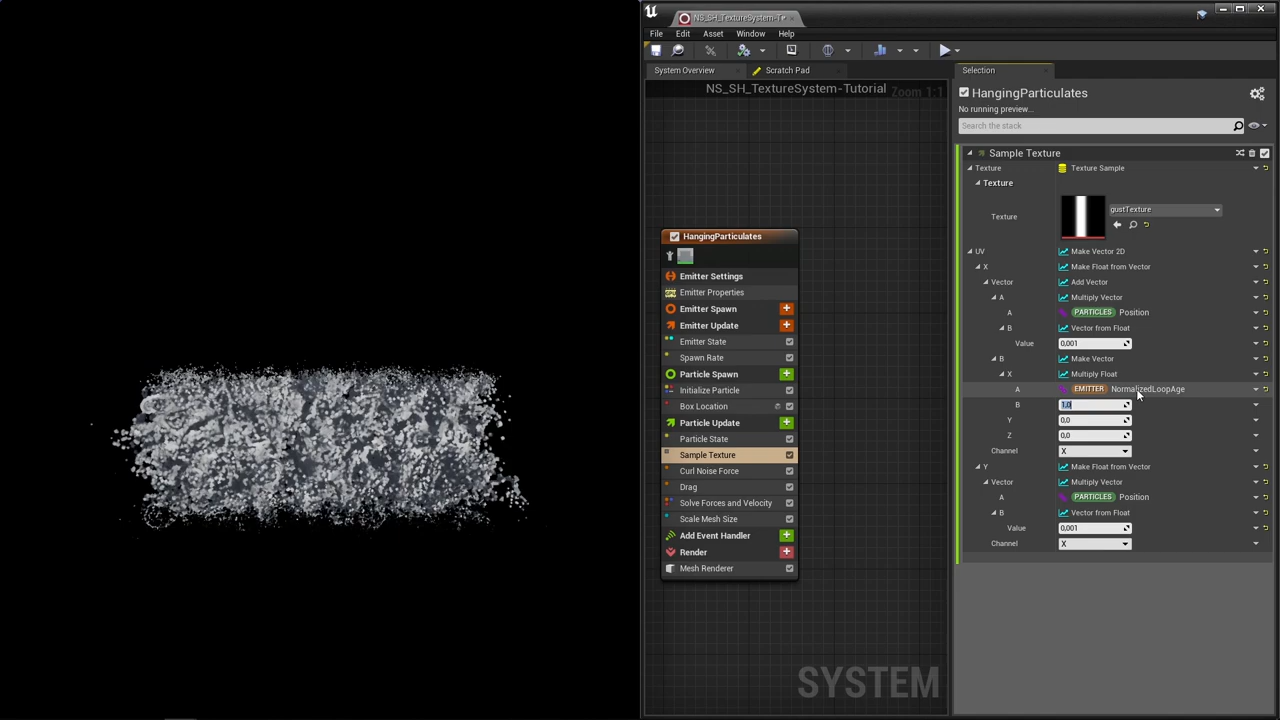 NS_SH_TextureSystem-Te
File Edit Asset Window Help
System Overview
Scratch Pad
NS_SH_TextureSystem-Tutorial
Zoom 1:1
HangingParticulates
Emitter Settings
Emitter Properties
Emitter Spawn
Emitter Update
Emitter State
Spawn Rate
Particle Spawn
Initialize Particle
Box Location
Particle Update
Particle State
Sample Texture
Curl Noise Force
Drag
Solve Forces and Velocity
Scale Mesh Size
Add Event Handler
Render
Mesh Renderer
SYSTEM
Selection
HangingParticulates
No running preview...
Search the stack
Sample Texture
Texture Texture Sample
Texture
Texture gustTexture
UV Make Vector 2D
X Make Float from Vector
Vector Add Vector
A Multiply Vector
A PARTICLES Position
B Vector from Float
Value 0,001
B Make Vector
X Multiply Float
A EMITTER NormalizedLoopAge
B 1,0
Y 0,0
Z 0,0
Channel X
Y Make Float from Vector
Vector Multiply Vector
A PARTICLES Position
B Vector from Float
Value 0,001
Channel X